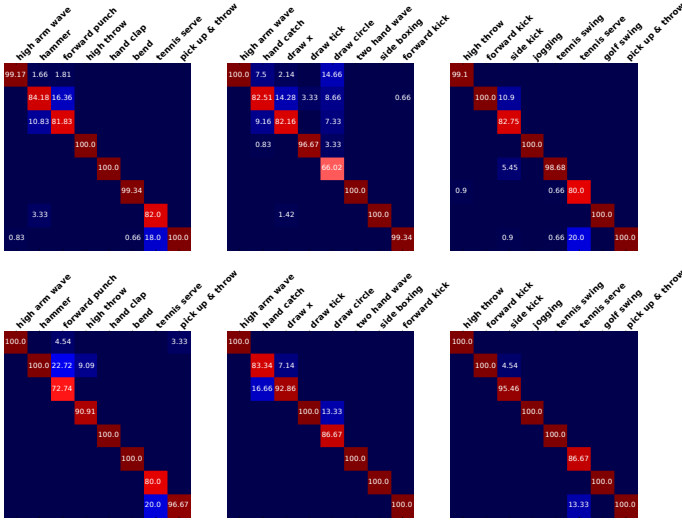 high arm wave
hammer
forward punch
high throw
hand clap
bend
tennis serve
pick up & throw
99.17 1.66 1.81
84.18 16.36
10.83 81.83
100.0
100.0
99.34
3.33 82.0
0.83 0.66 18.0 100.0
high arm wave
hand catch
draw x
draw tick
draw circle
two hand wave
side boxing
forward kick
100.0 7.5 2.14 14.66
82.51 14.28 3.33 8.66 0.66
9.16 82.16 7.33
0.83 96.67 3.33
66.02
100.0
1.42 100.0
99.34
high throw
forward kick
side kick
jogging
tennis swing
tennis serve
golf swing
pick up & throw
99.1
100.0 10.9
82.75
100.0
5.45 98.68
0.9 0.66 80.0
100.0
0.9 0.66 20.0 100.0
high arm wave
hammer
forward punch
high throw
hand clap
bend
tennis serve
pick up & throw
100.0 4.54 3.33
100.0 22.72 9.09
72.74
90.91
100.0
100.0
80.0
20.0 96.67
high arm wave
hand catch
draw x
draw tick
draw circle
two hand wave
side boxing
forward kick
100.0
83.34 7.14
16.66 92.86
100.0 13.33
86.67
100.0
100.0
100.0
high throw
forward kick
side kick
jogging
tennis swing
tennis serve
golf swing
pick up & throw
100.0
100.0 4.54
95.46
100.0
100.0
86.67
100.0
13.33 100.0